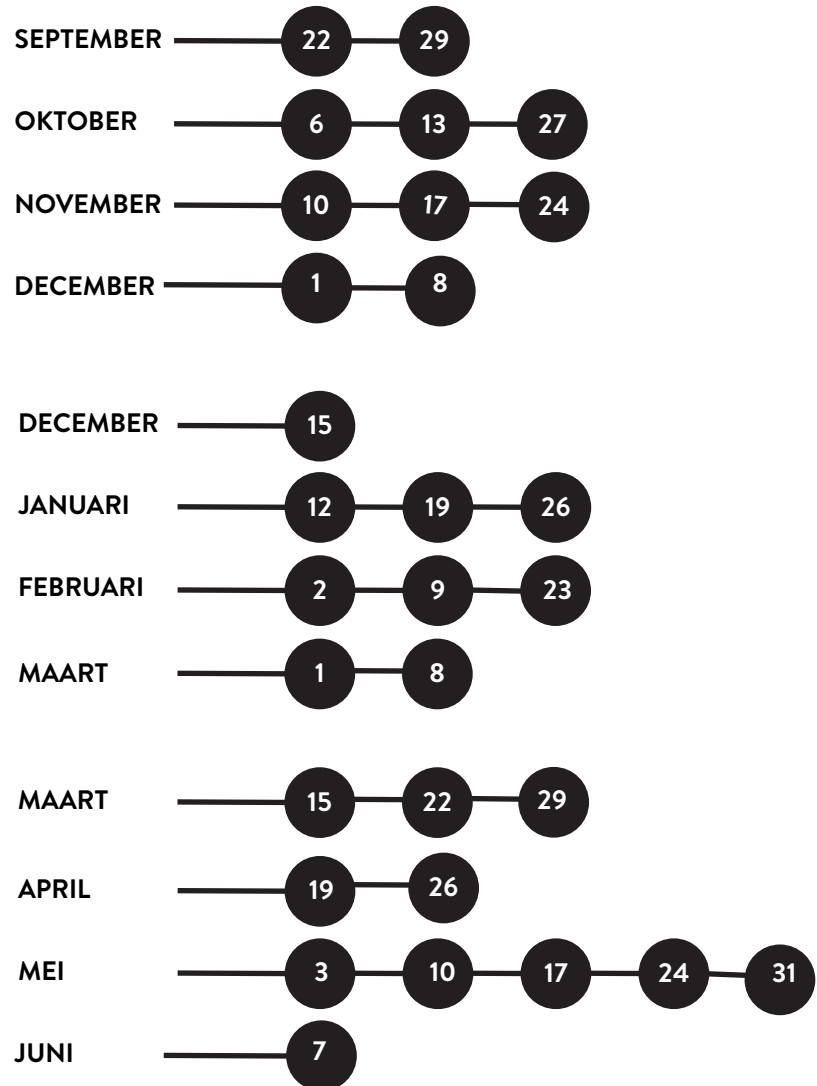 SEPTEMBER 22 29
OKTOBER 6 13 27
NOVEMBER 10 17 24
DECEMBER 1 8
DECEMBER 15
JANUARI 12 19 26
FEBRUARI 2 9 23
MAART 1 8
MAART 15 22 29
APRIL 19 26
MEI 3 10 17 24 31
JUNI 7